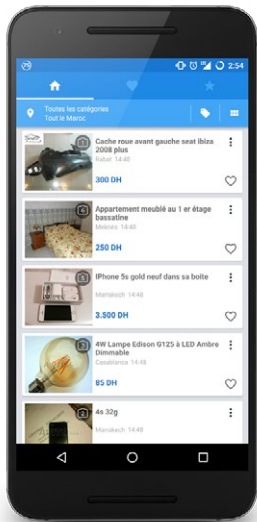 2:54
Toutes les catégories
Tout le Maroc
Cache roue avant gauche seat ibiza
2008 plus
Rabat 14:48
300 DH
Appartement meublé au 1 er étage
bassatine
Meknès 14:48
250 DH
IPhone 5s gold neuf dans sa boite
Marrakech 14:48
3.500 DH
4W Lampe Edison G125 à LED Ambre
Dimmable
Casablanca 14:48
85 DH
4s 32g
Marrakech 14:48